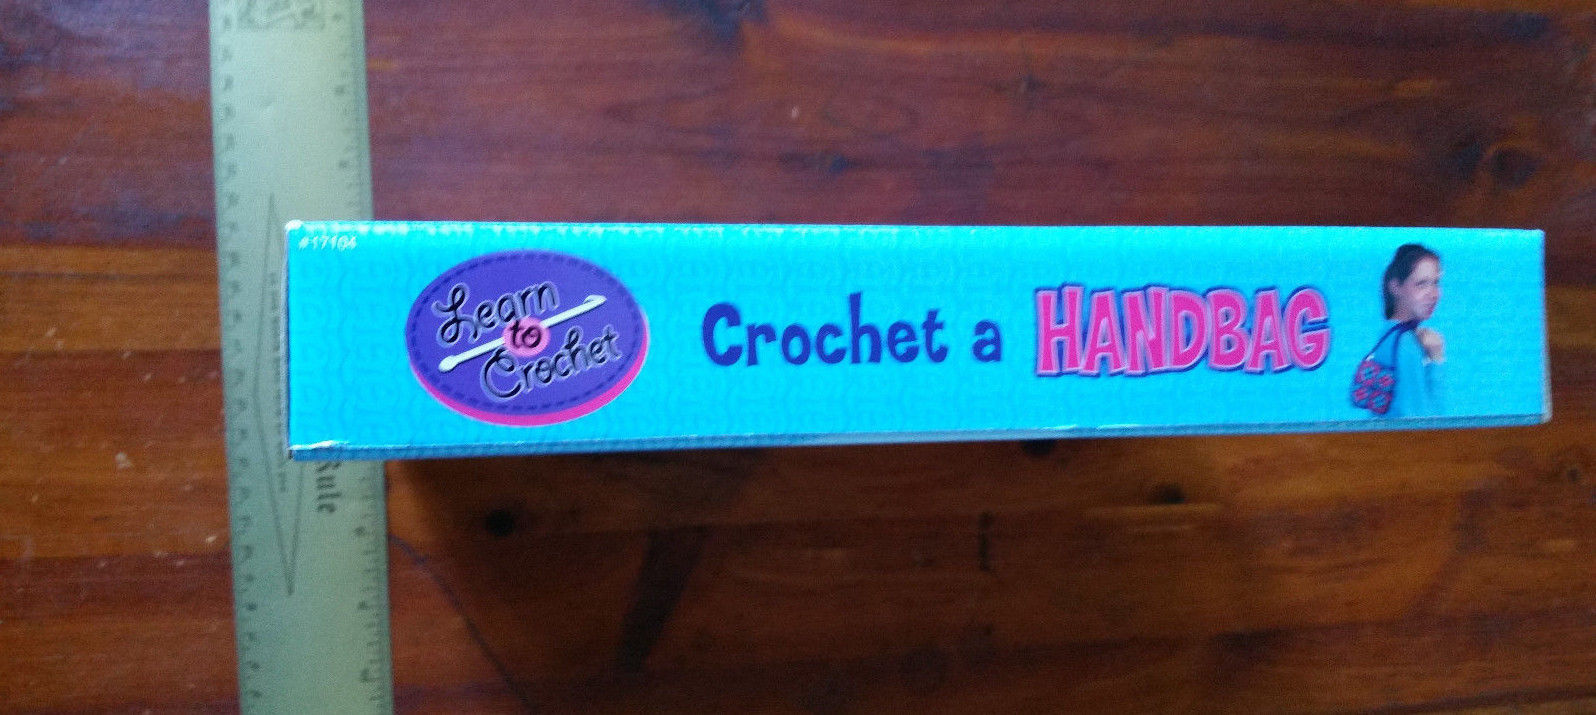 #17104
Learn
to
Crochet
Crochet a HANDBAG
Rule